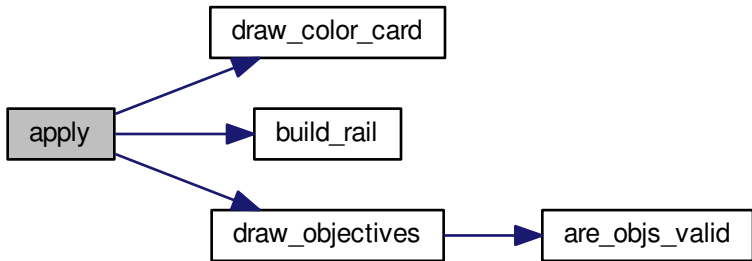 draw_color_card
apply
build_rail
draw_objectives
are_objs_valid